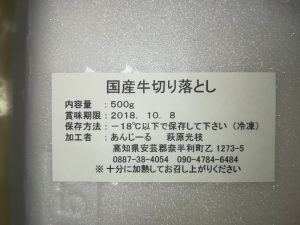 国産牛切り落とし
内容量：500g
賞味期限：2018．10．8
保存方法：－18℃以下で保存して下さい（冷凍）
加工者：あんじーる　萩原光枝
高知県安芸郡奈半利町乙1273-5
0887-38-4054　090-4784-6484
※十分に加熱してお召し上がりください